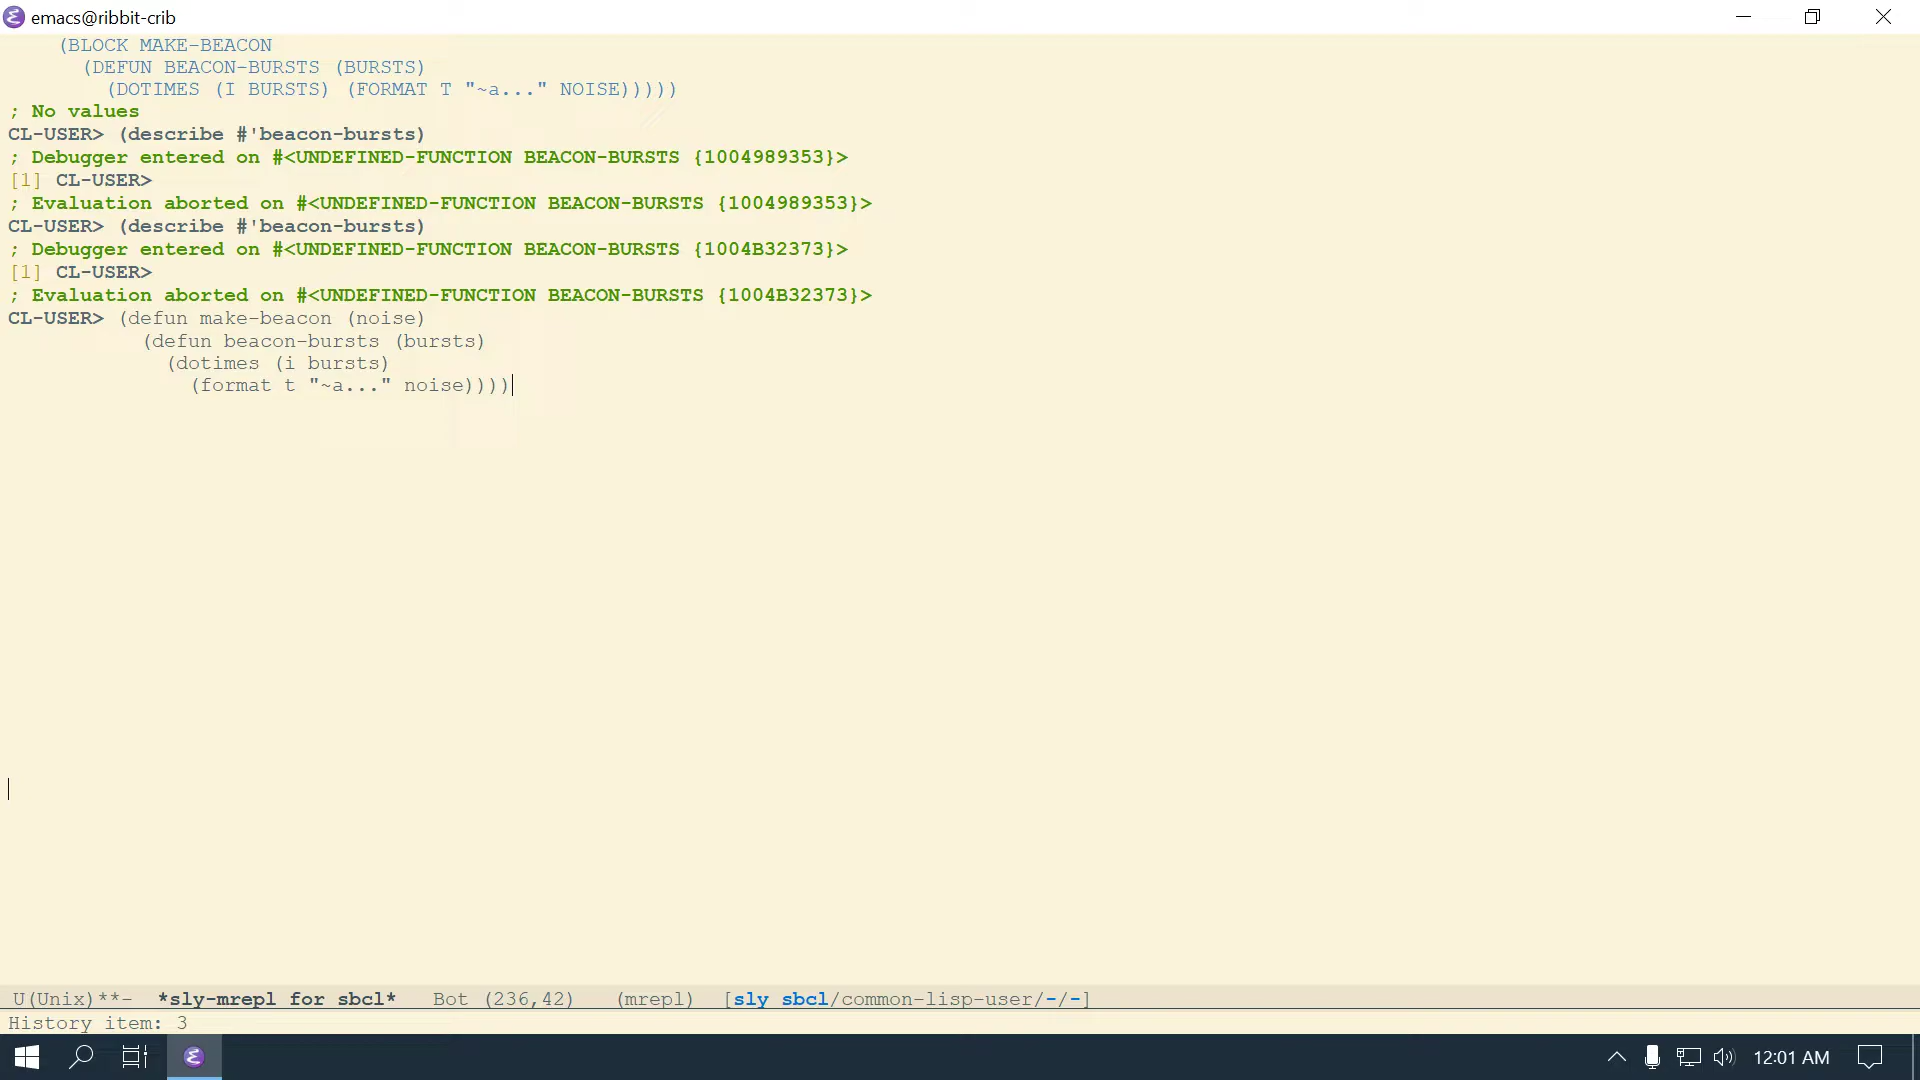 emacs@ribbit-crib
(BLOCK MAKE-BEACON
(DEFUN BEACON-BURSTS (BURSTS)
(DOTIMES (I BURSTS) (FORMAT T "~a..." NOISE)))))
; No values
CL-USER> (describe #'beacon-bursts)
; Debugger entered on #<UNDEFINED-FUNCTION BEACON-BURSTS {1004989353}>
[1] CL-USER>
; Evaluation aborted on #<UNDEFINED-FUNCTION BEACON-BURSTS {1004989353}>
CL-USER> (describe #'beacon-bursts)
; Debugger entered on #<UNDEFINED-FUNCTION BEACON-BURSTS {1004B32373}>
[1] CL-USER>
; Evaluation aborted on #<UNDEFINED-FUNCTION BEACON-BURSTS {1004B32373}>
CL-USER> (defun make-beacon (noise)
(defun beacon-bursts (bursts)
(dotimes (i bursts)
(format t "~a..." noise))))
U(Unix)**-  *sly-mrepl for sbcl*   Bot (236,42)   (mrepl)  [sly sbcl/common-lisp-user/-/-]
History item: 3
12:01 AM